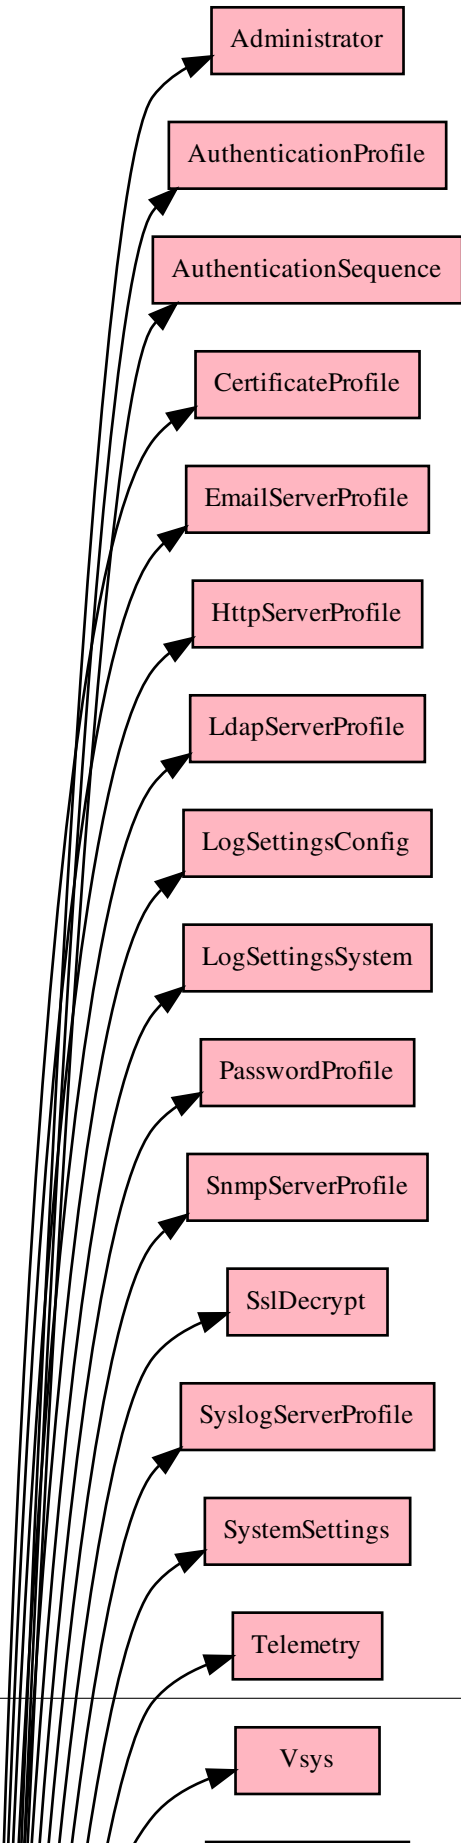 Administrator
AuthenticationProfile
AuthenticationSequence
CertificateProfile
EmailServerProfile
HttpServerProfile
LdapServerProfile
LogSettingsConfig
LogSettingsSystem
PasswordProfile
SnmpServerProfile
SslDecrypt
SyslogServerProfile
SystemSettings
Telemetry
Vsys